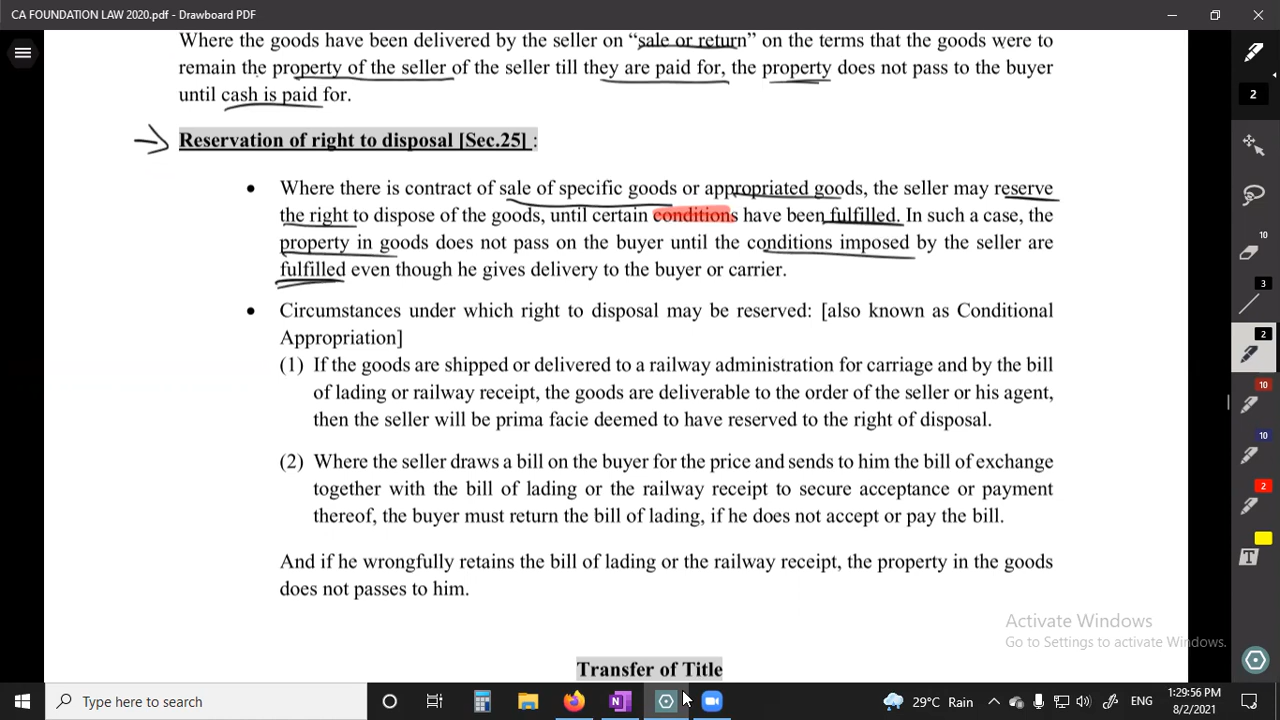 CA FOUNDATION LAW 2020.pdf - Drawboard PDF
Where the goods have been delivered by the seller on “sale or return” on the terms that the goods were to
remain the property of the seller of the seller till they are paid for, the property does not pass to the buyer
until cash is paid for.
Reservation of right to disposal [Sec.25] :
• Where there is contract of sale of specific goods or appropriated goods, the seller may reserve
the right to dispose of the goods, until certain conditions have been fulfilled. In such a case, the
property in goods does not pass on the buyer until the conditions imposed by the seller are
fulfilled even though he gives delivery to the buyer or carrier.
• Circumstances under which right to disposal may be reserved: [also known as Conditional
Appropriation]
(1) If the goods are shipped or delivered to a railway administration for carriage and by the bill
of lading or railway receipt, the goods are deliverable to the order of the seller or his agent,
then the seller will be prima facie deemed to have reserved to the right of disposal.
(2) Where the seller draws a bill on the buyer for the price and sends to him the bill of exchange
together with the bill of lading or the railway receipt to secure acceptance or payment
thereof, the buyer must return the bill of lading, if he does not accept or pay the bill.
And if he wrongfully retains the bill of lading or the railway receipt, the property in the goods
does not passes to him.
Transfer of Title
2
10
3
2
10
10
2
T
Activate Windows
Go to Settings to activate Windows.
Type here to search
N
29°C Rain
ENG
1:29:56 PM
8/2/2021